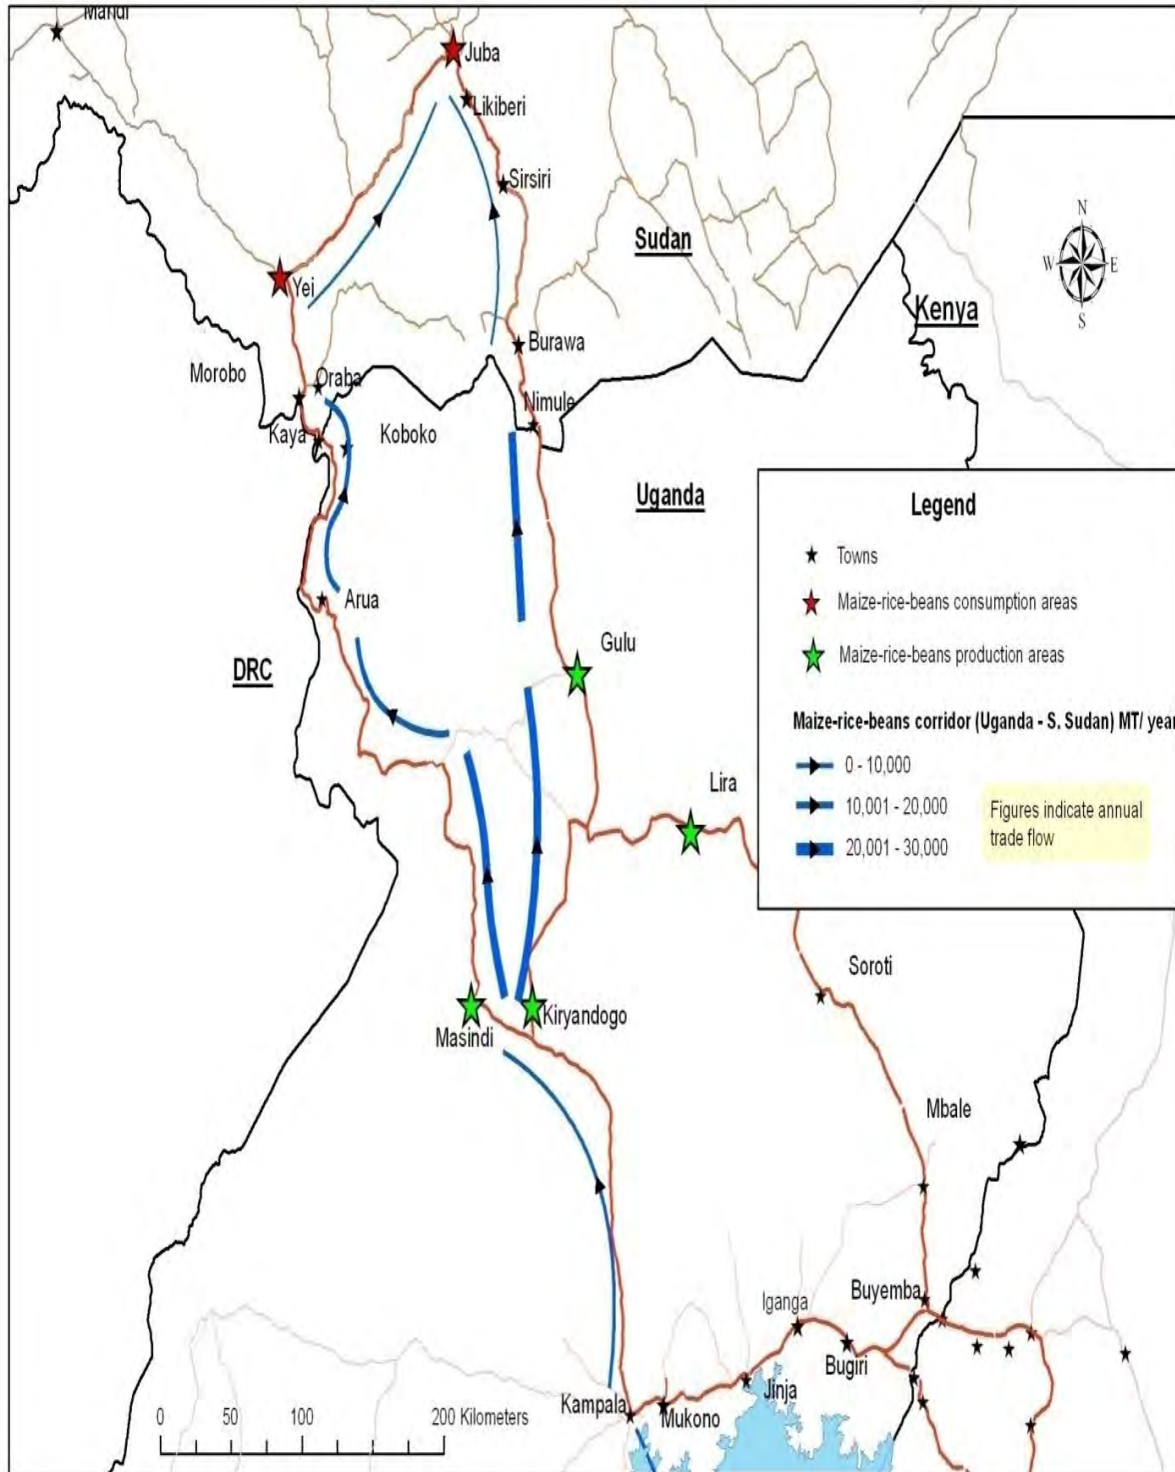 Maridi
Juba
Likiberi
Sirsiri
Sudan
N
W
E
S
Yei
Kenya
Burawa
Morobo
Oraba
Nimule
Kaya
Koboko
Uganda
Legend
Towns
Maize-rice-beans consumption areas
Maize-rice-beans production areas
Maize-rice-beans corridor (Uganda - S. Sudan) MT/ year
0 - 10,000
10,001 - 20,000
20,001 - 30,000
Figures indicate annual
trade flow
Arua
Gulu
DRC
Lira
Soroti
Kiryandogo
Masindi
Mbale
Buyemba
Iganga
Bugiri
Jinja
Kampala
Mukono
0 50 100 200 Kilometers